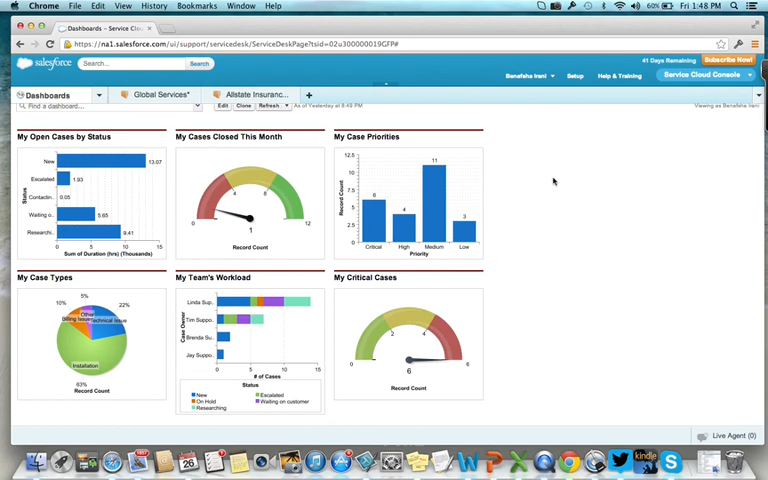 Chrome File Edit View History Bookmarks Window Help 60% Fri 1:48 PM
Dashboards ~ Service Clou
https://na1.salesforce.com/ui/support/servicedesk/ServiceDeskPage?tsid=02u300000019GFP#
salesforce Search... Search
41 Days Remaining Subscribe Now!
Benafsha Irani Setup Help & Training Service Cloud Console
Dashboards Global Services* Allstate Insuranc...
Find a dashboard... Edit Clone Refresh As of Yesterday at 8:49 PM Viewing as Benafsha Irani
My Open Cases by Status
New 13.07
Escalated 1.93
Contactin... 0.05
Waiting o... 5.65
Researchi... 9.41
Status
0 5 10 15
Sum of Duration (hrs) (Thousands)
My Cases Closed This Month
4 8
0 12
1
Record Count
My Case Priorities
12.5
10.0
7.5
5.0
2.5
0
Record Count
6 4 11 3
Critical High Medium Low
Priority
My Case Types
10% 5% 22%
Other
Billing Issue Technical Issue
Installation
63%
Record Count
My Team's Workload
Case Owner
Linda Sup...
Tim Suppo...
Brenda Su...
Jay Suppo...
0 5 10 15
# of Cases
Status
New Escalated
On Hold Waiting on customer
Researching
My Critical Cases
2 4
0 6
6
Record Count
Live Agent (0)
26
kindle